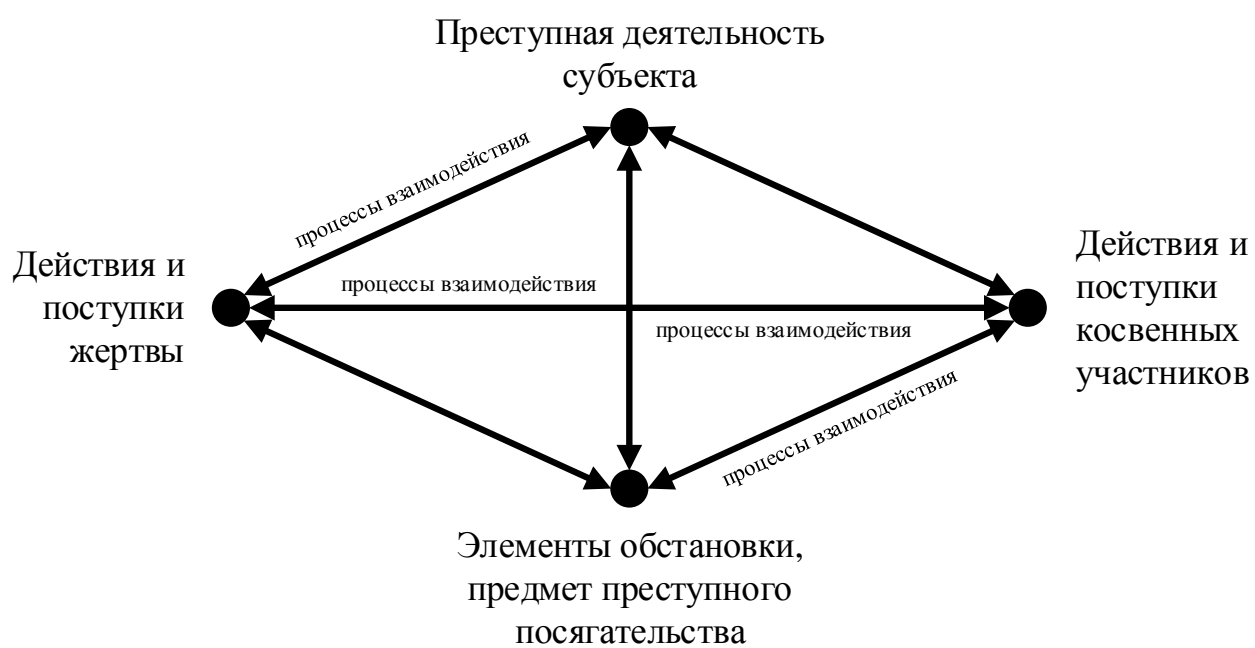 Преступная деятельность
субъекта
процессы взаимодействия
Действия и
поступки
жертвы
процессы взаимодействия
процессы взаимодействия
Действия и
поступки
косвенных
участников
процессы взаимодействия
Элементы обстановки,
предмет преступного
посягательства